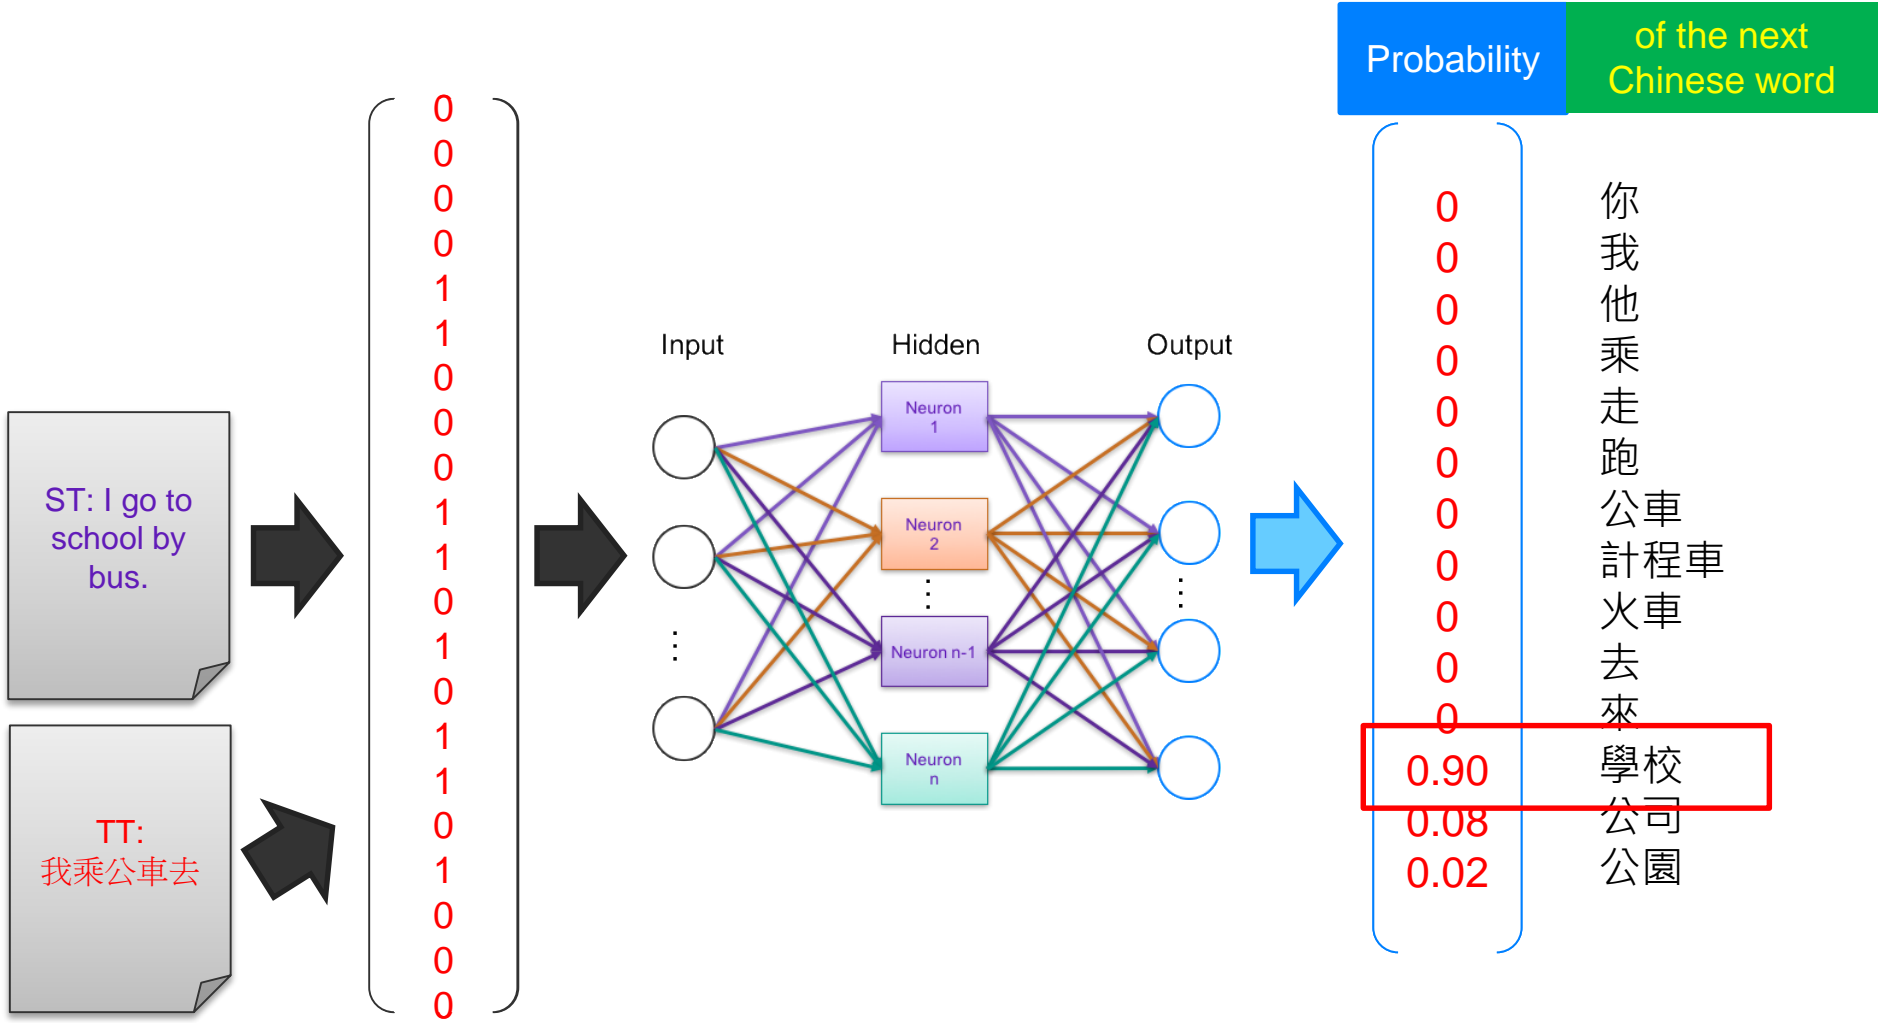 Probability
of the next
Chinese word
ST: I go to
school by
bus.
TT:
我乘公車去
0
0
0
0
1
1
0
0
0
1
1
0
1
0
1
1
0
1
0
0
0
Input
Hidden
Output
Neuron
1
Neuron
2
Neuron n-1
Neuron
n
0 你
0 我
0 他
0 乘
0 走
0 跑
0 公車
0 計程車
0 火車
0 去
0 來
0.90 學校
0.08 公司
0.02 公園